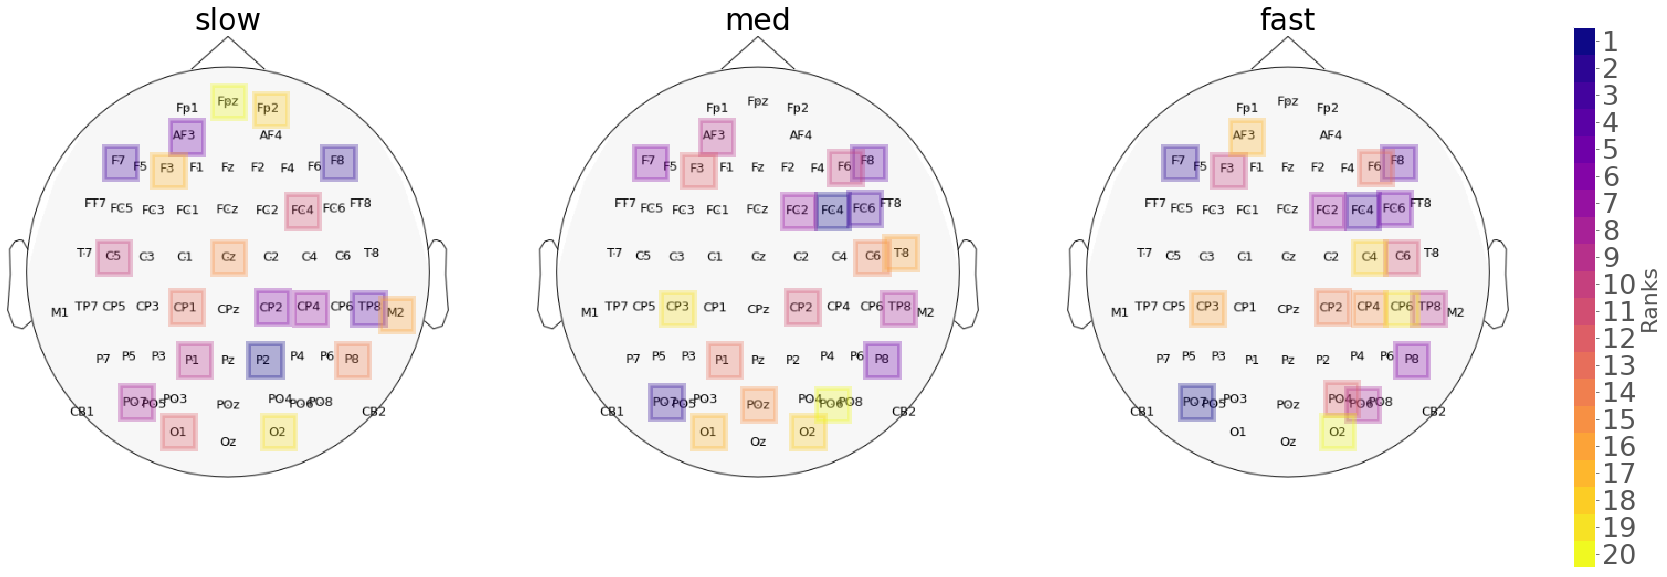 slow med fast
Fpz Fp1 Fp2 AF3 AF4
F7 F5 F3 F1 Fz F2 F4 F6 F8
FT7 FC5 FC3 FC1 FCz FC2 FC4 FC6 FT8
T7 C5 C3 C1 Cz C2 C4 C6 T8
M1 TP7 CP5 CP3 CP1 CPz CP2 CP4 CP6 TP8 M2
P7 P5 P3 P1 Pz P2 P4 P6 P8
CB1 PO7 PO5 PO3 POz PO4 PO6 PO8 CB2
O1 Oz O2
Fpz Fp1 Fp2 AF3 AF4
F7 F5 F3 F1 Fz F2 F4 F6 F8
FT7 FC5 FC3 FC1 FCz FC2 FC4 FC6 FT8
T7 C5 C3 C1 Cz C2 C4 C6 T8
M1 TP7 CP5 CP3 CP1 CPz CP2 CP4 CP6 TP8 M2
P7 P5 P3 P1 Pz P2 P4 P6 P8
CB1 PO7 PO5 PO3 POz PO4 PO6 PO8 CB2
O1 Oz O2
Fpz Fp1 Fp2 AF3 AF4
F7 F5 F3 F1 Fz F2 F4 F6 F8
FT7 FC5 FC3 FC1 FCz FC2 FC4 FC6 FT8
T7 C5 C3 C1 Cz C2 C4 C6 T8
M1 TP7 CP5 CP3 CP1 CPz CP2 CP4 CP6 TP8 M2
P7 P5 P3 P1 Pz P2 P4 P6 P8
CB1 PO7 PO5 PO3 POz PO4 PO6 PO8 CB2
O1 Oz O2
1
2
3
4
5
6
7
8
9
10
11
12
13
14
15
16
17
18
19
20
Ranks